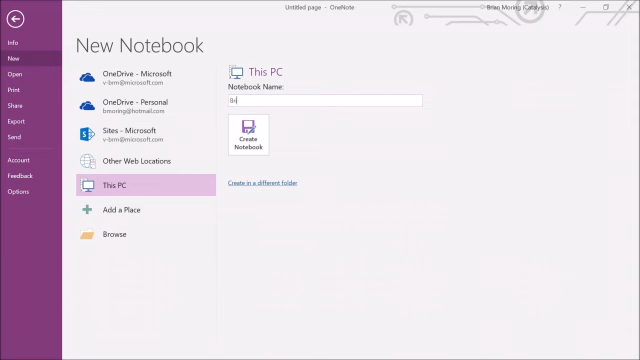 Untitled page - OneNote
Brian Moring (Catalysis)
?
Info
New
Open
Print
Share
Export
Send
Account
Feedback
Options
New Notebook
OneDrive - Microsoft
v-brm@microsoft.com
OneDrive - Personal
bmoring@hotmail.com
Sites - Microsoft
v-brm@microsoft.com
Other Web Locations
This PC
Add a Place
Browse
This PC
Notebook Name:
Create
Notebook
Create in a different folder